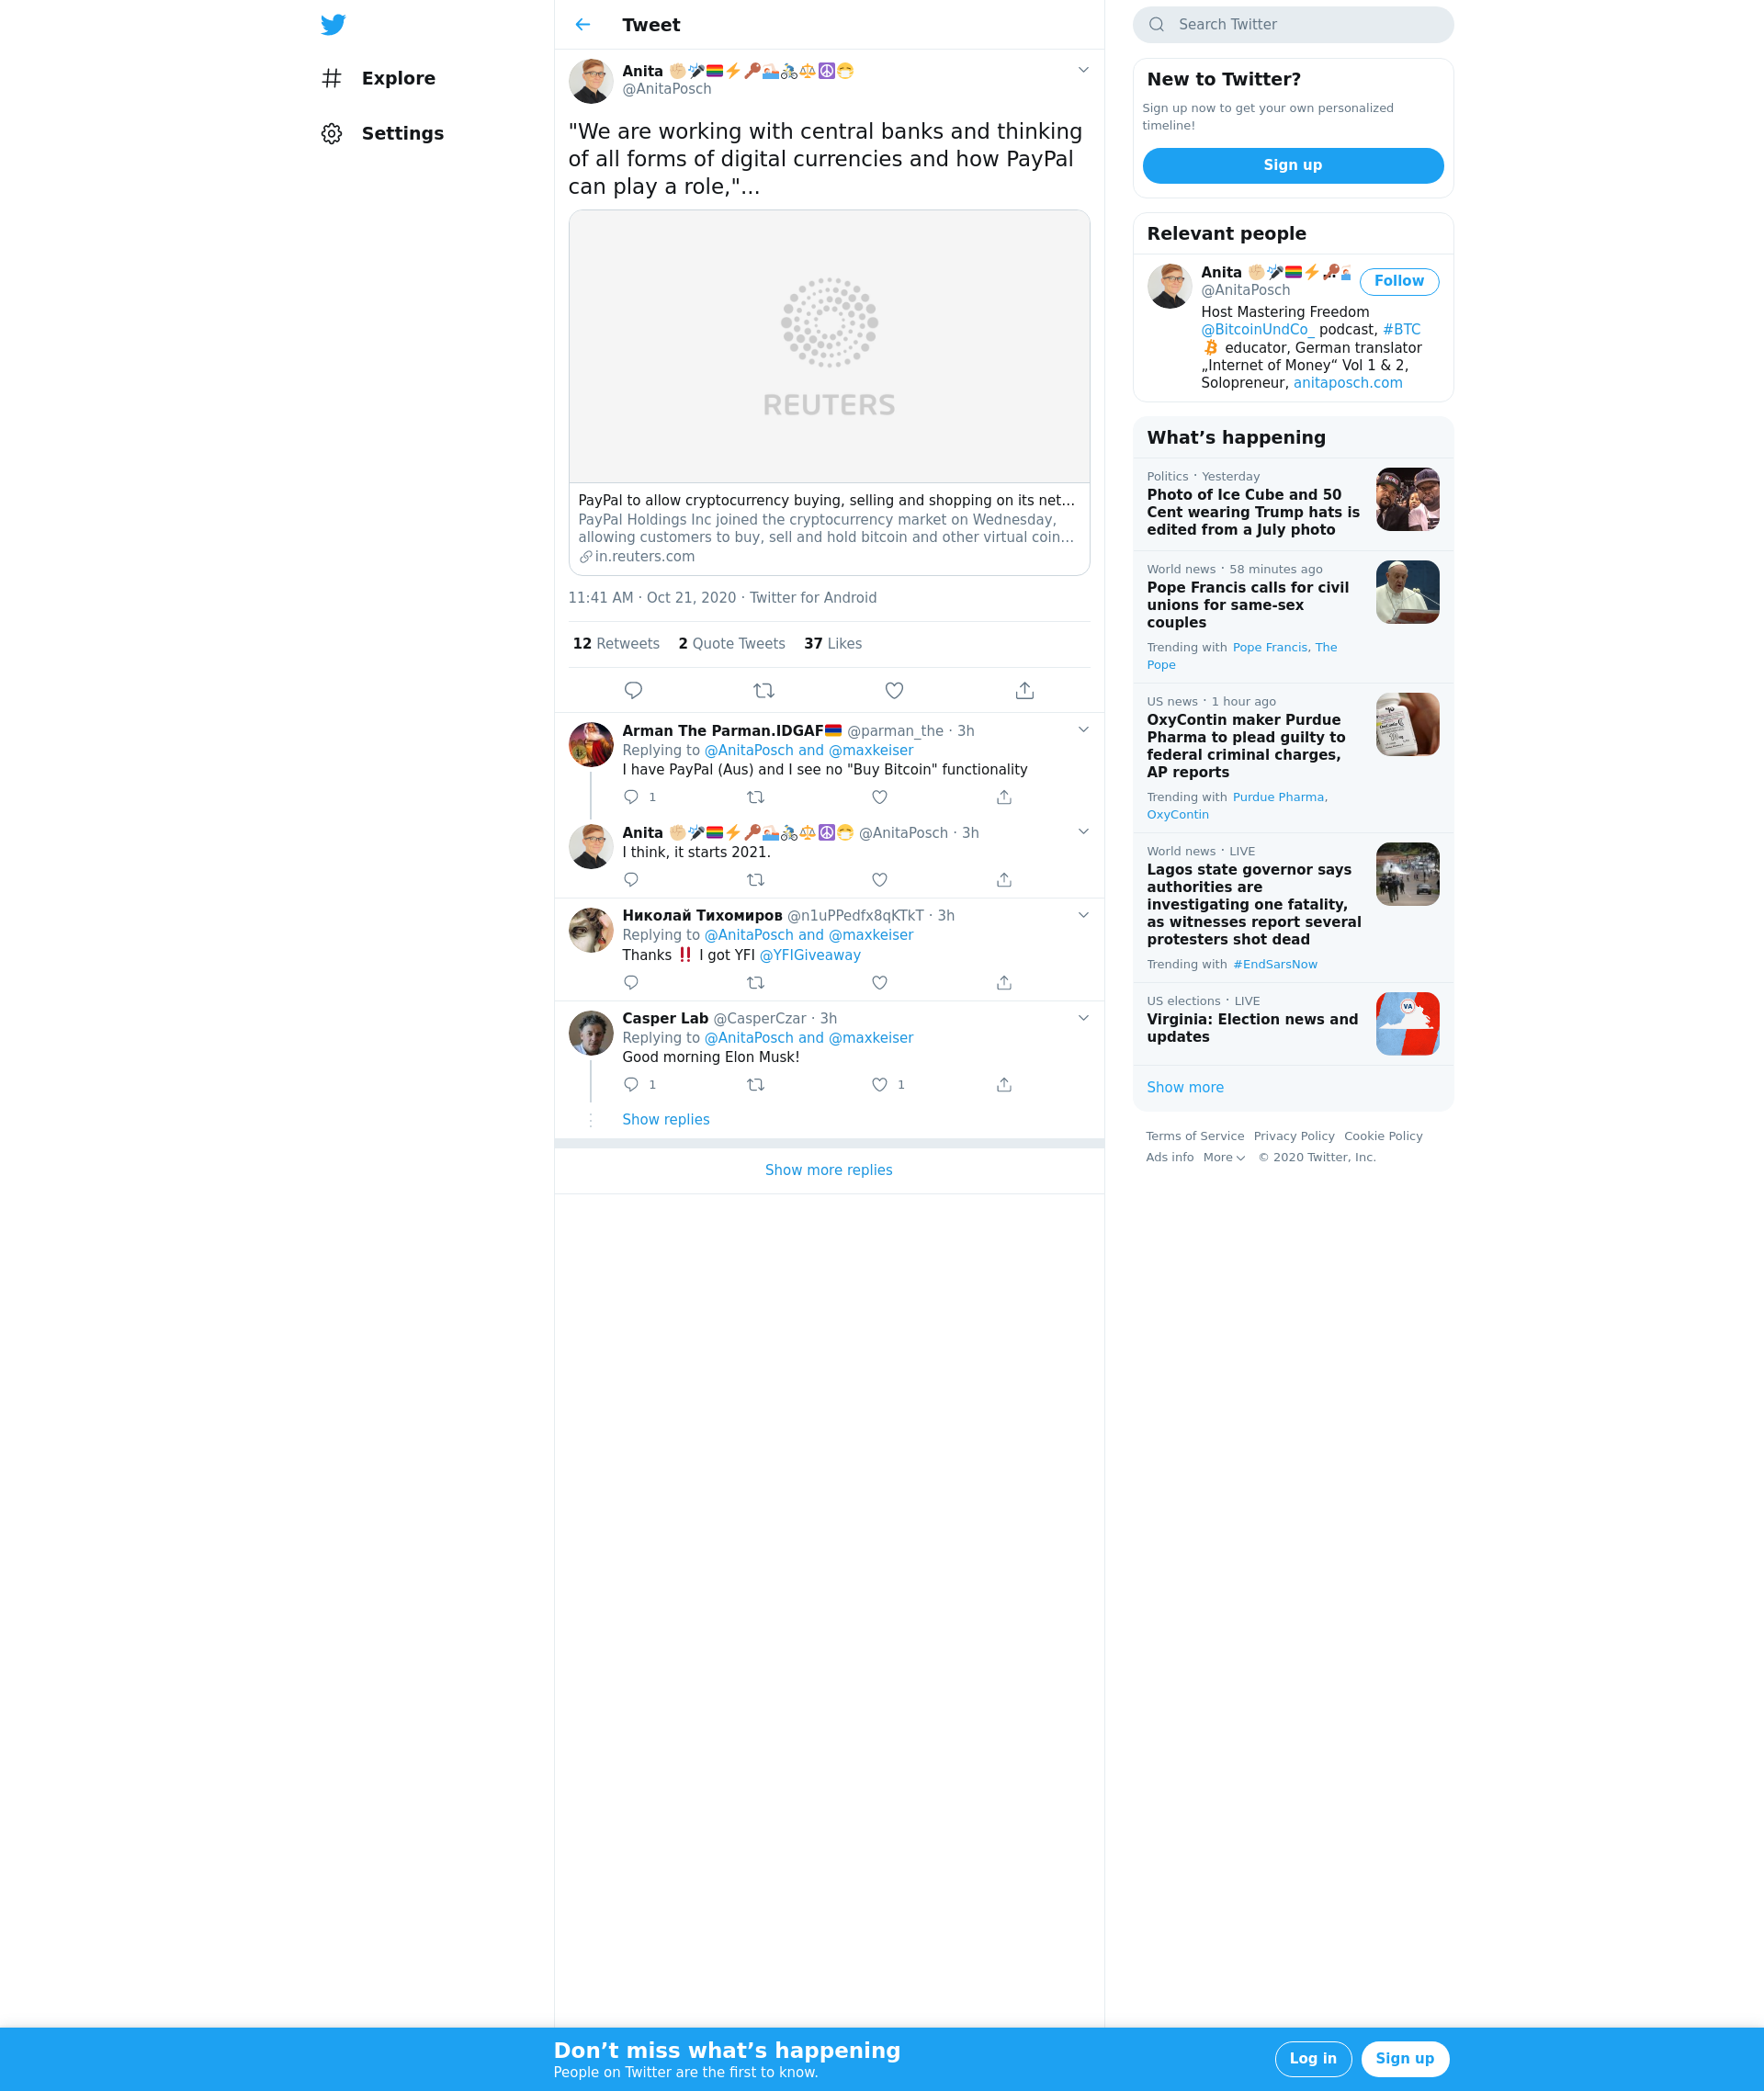 Explore
Settings
Tweet
Anita ✊🏼🎤🏳️‍🌈⚡🔑🏊🏻‍♀️🚴🏻⚖️☮️😷
@AnitaPosch
"We are working with central banks and thinking
of all forms of digital currencies and how PayPal
can play a role,"...
REUTERS
PayPal to allow cryptocurrency buying, selling and shopping on its net...
PayPal Holdings Inc joined the cryptocurrency market on Wednesday,
allowing customers to buy, sell and hold bitcoin and other virtual coin...
in.reuters.com
11:41 AM · Oct 21, 2020 · Twitter for Android
12 Retweets 2 Quote Tweets 37 Likes
Arman The Parman.IDGAF🇦🇲 @parman_the · 3h
Replying to @AnitaPosch and @maxkeiser
I have PayPal (Aus) and I see no "Buy Bitcoin" functionality
1
Anita ✊🏼🎤🏳️‍🌈⚡🔑🏊🏻‍♀️🚴🏻⚖️☮️😷 @AnitaPosch · 3h
I think, it starts 2021.
Николай Тихомиров @n1uPPedfx8qKTkT · 3h
Replying to @AnitaPosch and @maxkeiser
Thanks ‼️ I got YFI @YFIGiveaway
Casper Lab @CasperCzar · 3h
Replying to @AnitaPosch and @maxkeiser
Good morning Elon Musk!
1 1
Show replies
Show more replies
Search Twitter
New to Twitter?
Sign up now to get your own personalized
timeline!
Sign up
Relevant people
Anita ✊🏼🎤🏳️‍🌈⚡🔑
@AnitaPosch
Follow
Host Mastering Freedom
@BitcoinUndCo_ podcast, #BTC
educator, German translator
„Internet of Money“ Vol 1 & 2,
Solopreneur, anitaposch.com
What’s happening
Politics · Yesterday
Photo of Ice Cube and 50
Cent wearing Trump hats is
edited from a July photo
World news · 58 minutes ago
Pope Francis calls for civil
unions for same-sex
couples
Trending with Pope Francis, The
Pope
US news · 1 hour ago
OxyContin maker Purdue
Pharma to plead guilty to
federal criminal charges,
AP reports
Trending with Purdue Pharma,
OxyContin
World news · LIVE
Lagos state governor says
authorities are
investigating one fatality,
as witnesses report several
protesters shot dead
Trending with #EndSarsNow
US elections · LIVE
Virginia: Election news and
updates
VA
Show more
Terms of Service Privacy Policy Cookie Policy
Ads info More © 2020 Twitter, Inc.
Don’t miss what’s happening
People on Twitter are the first to know.
Log in
Sign up